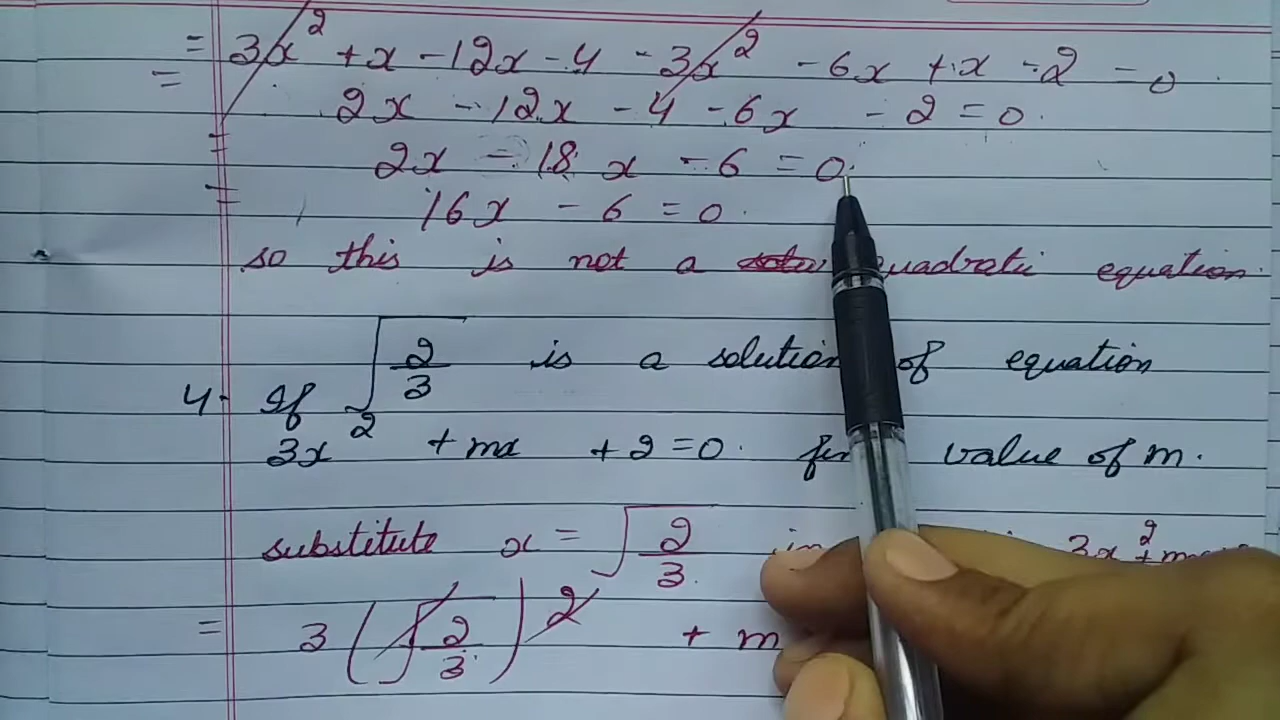 = 3x² + x - 12x - 4 - 3x² - 6x + x - 2 = 0
= 2x - 12x - 4 - 6x - 2 = 0.
= 2x - 18x - 6 = 0.
= 16x - 6 = 0.
so this is not a equation.
4. If √2/3 is a solution of equation
3x² + mx + 2 = 0. value of m.
substitute x = √2/3. in 3x²
= 3(√2/3)² + m